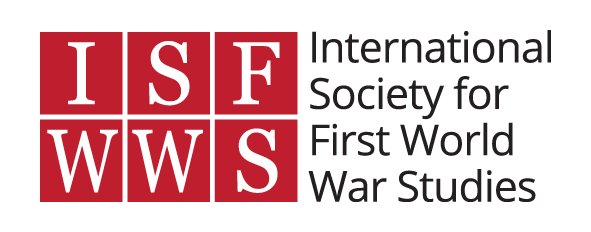 ISF
WWS
International
Society for
First World
War Studies